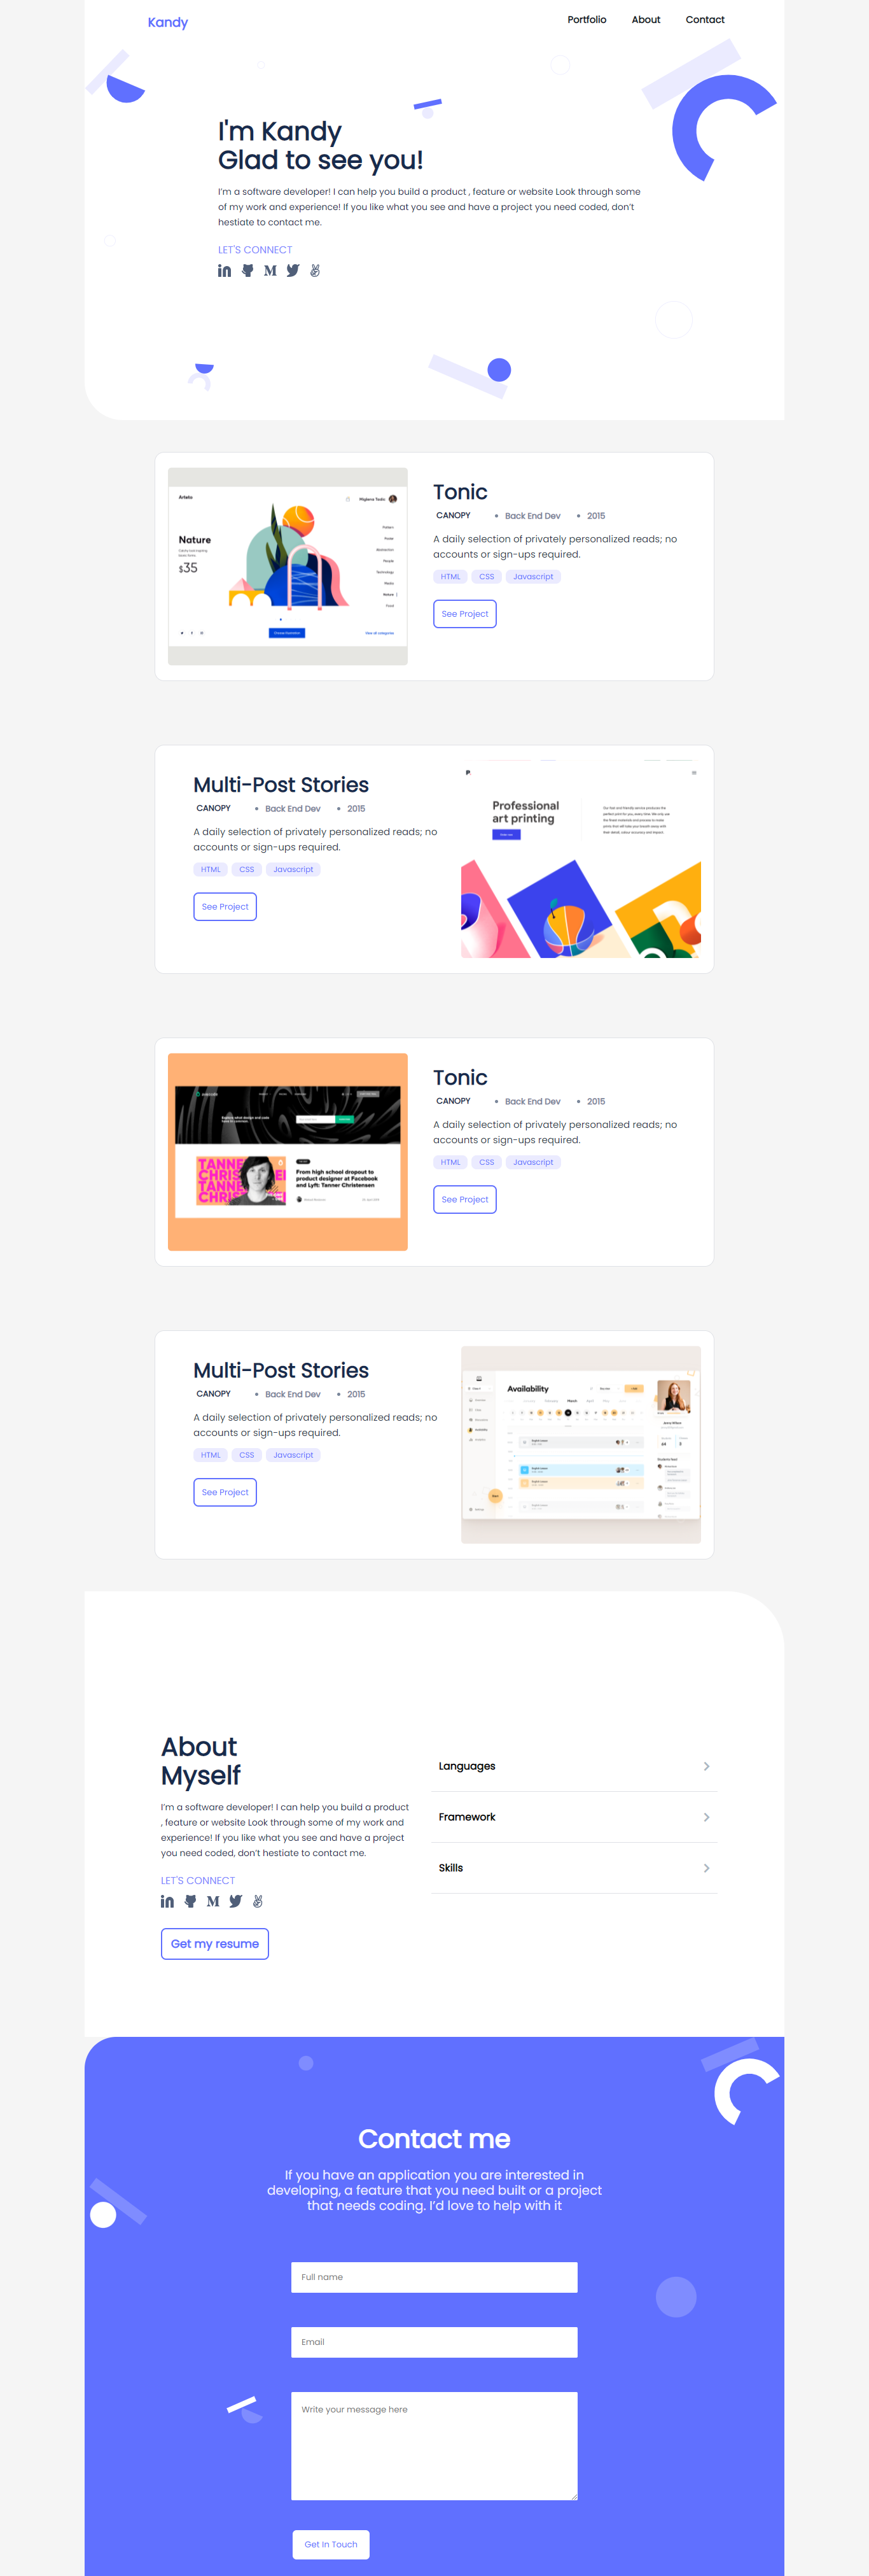 Kandy
Portfolio
About
Contact
I'm Kandy
Glad to see you!
I'm a software developer! I can help you build a product , feature or website Look through some
of my work and experience! If you like what you see and have a project you need coded, don't
hestiate to contact me.
LET'S CONNECT
Nature
$35
Tonic
CANOPY
Back End Dev
2015
A daily selection of privately personalized reads; no
accounts or sign-ups required.
HTML
CSS
Javascript
See Project
Multi-Post Stories
CANOPY
Back End Dev
2015
A daily selection of privately personalized reads; no
accounts or sign-ups required.
HTML
CSS
Javascript
See Project
Professional
art printing
Our fast and friendly service produces the
From high school dropout to
product designer at Facebook
and Lyft: Tanner Christensen
Tonic
CANOPY
Back End Dev
2015
A daily selection of privately personalized reads; no
accounts or sign-ups required.
HTML
CSS
Javascript
See Project
Multi-Post Stories
CANOPY
Back End Dev
2015
A daily selection of privately personalized reads; no
accounts or sign-ups required.
HTML
CSS
Javascript
See Project
Availability
About
Myself
I'm a software developer! I can help you build a product
, feature or website Look through some of my work and
experience! If you like what you see and have a project
you need coded, don't hestiate to contact me.
LET'S CONNECT
Get my resume
Languages
Framework
Skills
Contact me
If you have an application you are interested in
developing, a feature that you need built or a project
that needs coding. I'd love to help with it
Full name
Email
Write your message here
Get In Touch